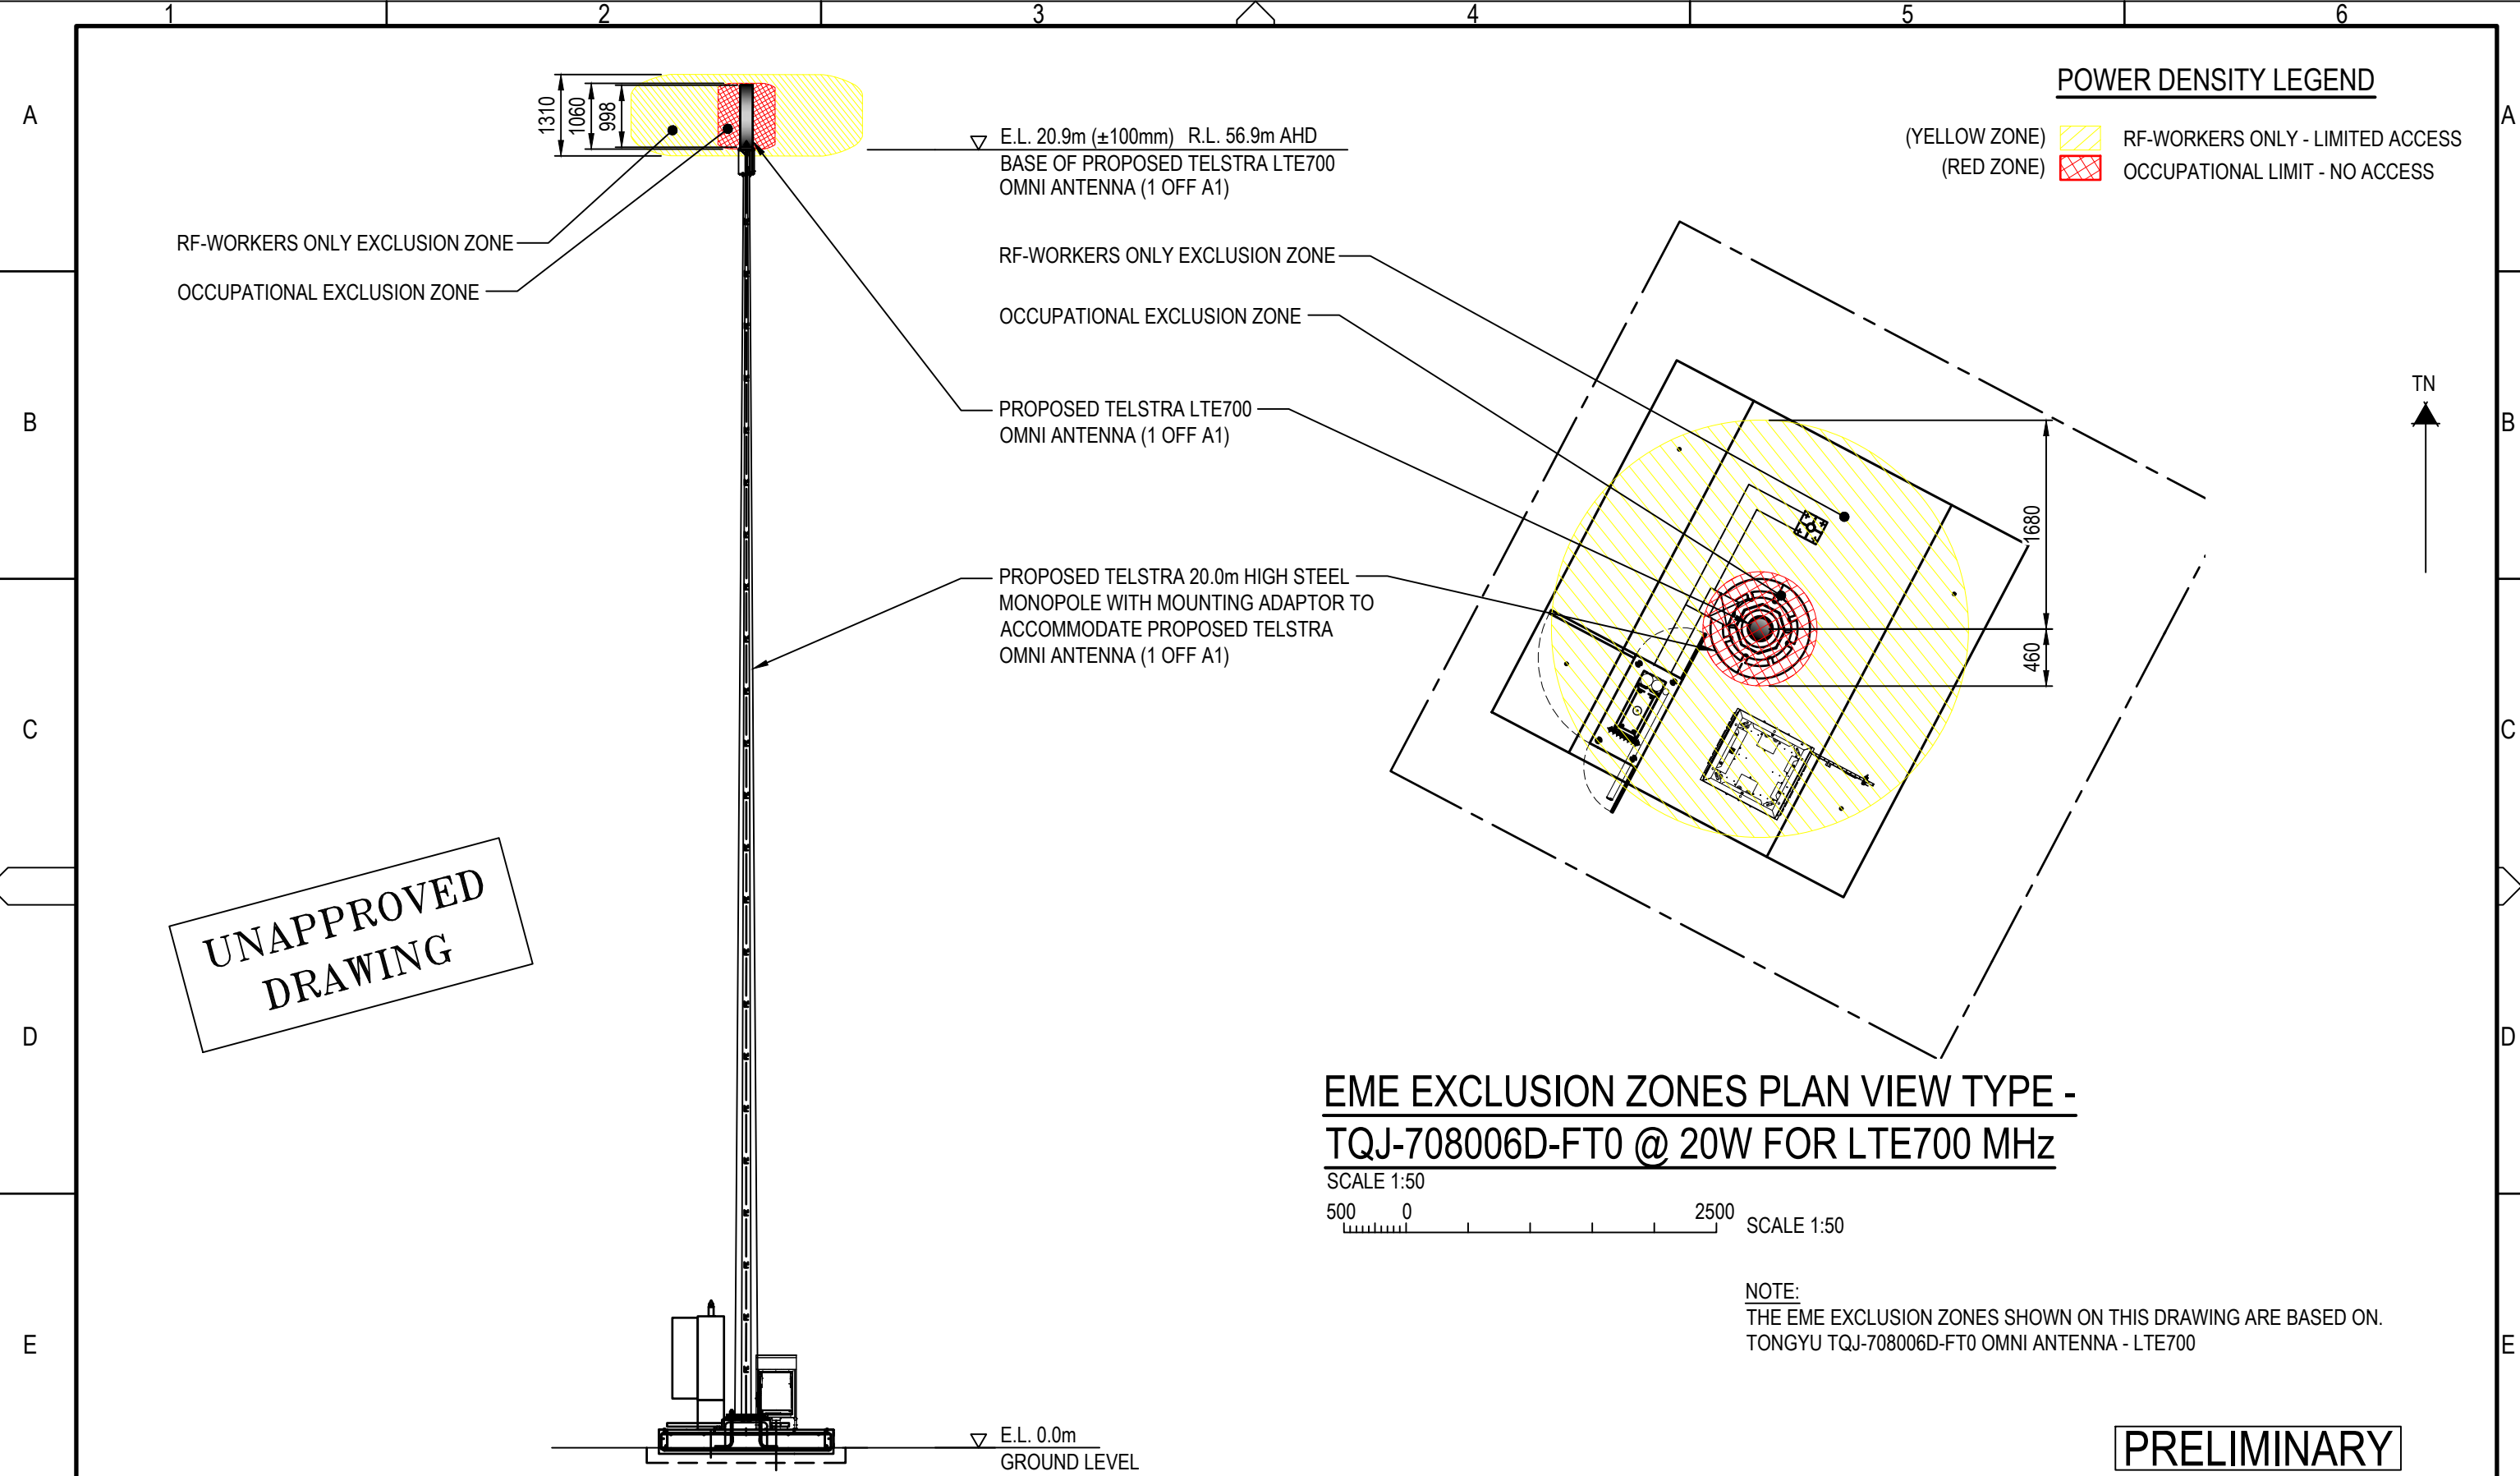 1 2 3 4 5 6
A A
B B
C C
D D
E E
1310
1060
998
E.L. 20.9m (±100mm) R.L. 56.9m AHD
BASE OF PROPOSED TELSTRA LTE700
OMNI ANTENNA (1 OFF A1)
RF-WORKERS ONLY EXCLUSION ZONE
OCCUPATIONAL EXCLUSION ZONE
POWER DENSITY LEGEND
(YELLOW ZONE) RF-WORKERS ONLY - LIMITED ACCESS
(RED ZONE) OCCUPATIONAL LIMIT - NO ACCESS
RF-WORKERS ONLY EXCLUSION ZONE
OCCUPATIONAL EXCLUSION ZONE
PROPOSED TELSTRA LTE700
OMNI ANTENNA (1 OFF A1)
PROPOSED TELSTRA 20.0m HIGH STEEL
MONOPOLE WITH MOUNTING ADAPTOR TO
ACCOMMODATE PROPOSED TELSTRA
OMNI ANTENNA (1 OFF A1)
TN
1680
460
UNAPPROVED
DRAWING
EME EXCLUSION ZONES PLAN VIEW TYPE -
TQJ-708006D-FT0 @ 20W FOR LTE700 MHz
SCALE 1:50
500 0 2500 SCALE 1:50
NOTE:
THE EME EXCLUSION ZONES SHOWN ON THIS DRAWING ARE BASED ON.
TONGYU TQJ-708006D-FT0 OMNI ANTENNA - LTE700
E.L. 0.0m
GROUND LEVEL
PRELIMINARY